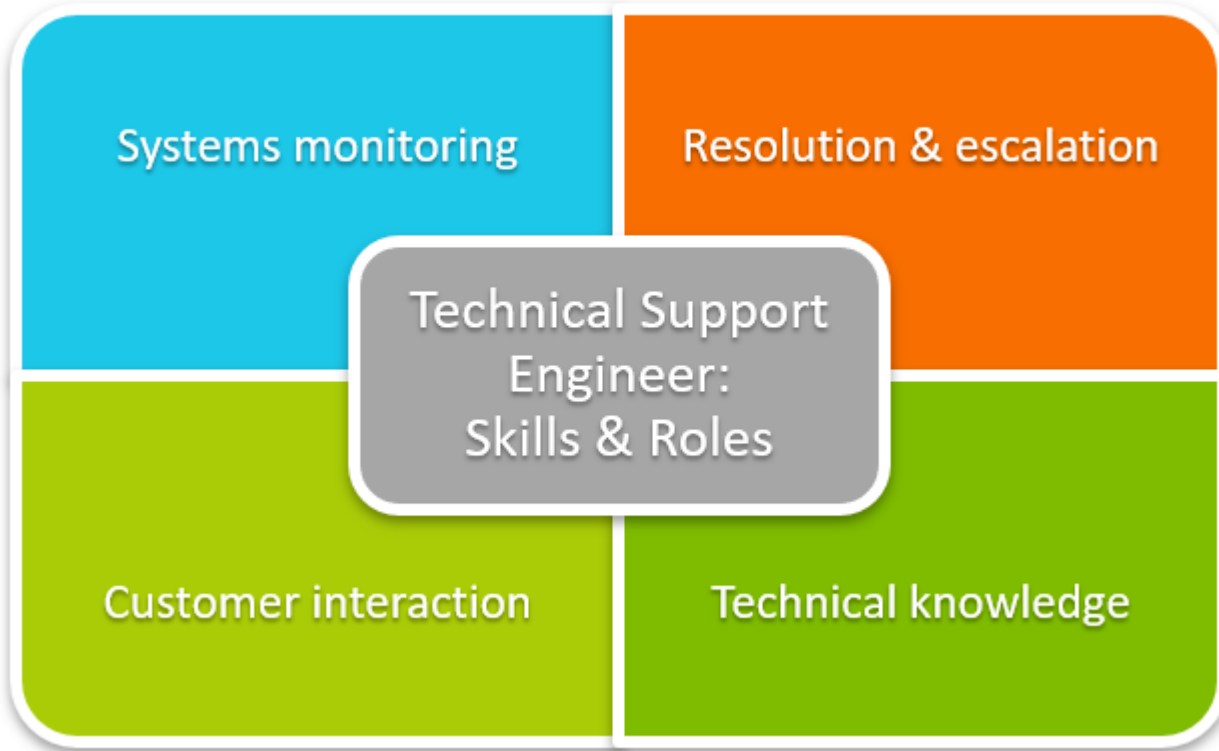 Systems monitoring
Resolution & escalation
Technical Support
Engineer:
Skills & Roles
Customer interaction
Technical knowledge